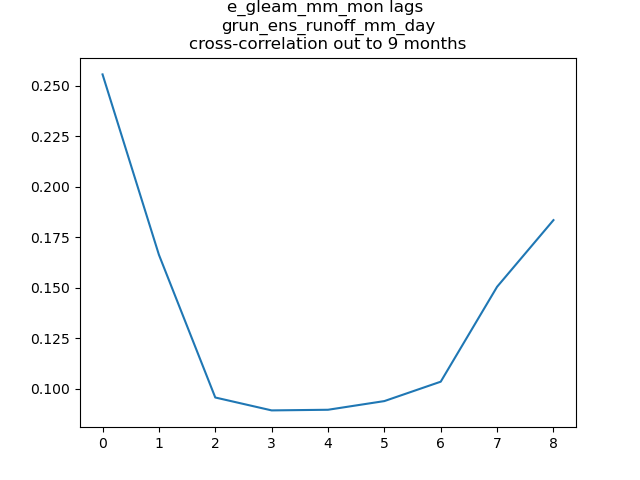 e_gleam_mm_mon lags
grun_ens_runoff_mm_day
cross-correlation out to 9 months
0.250
0.225
0.200
0.175
0.150
0.125
0.100
0 1 2 3 4 5 6 7 8